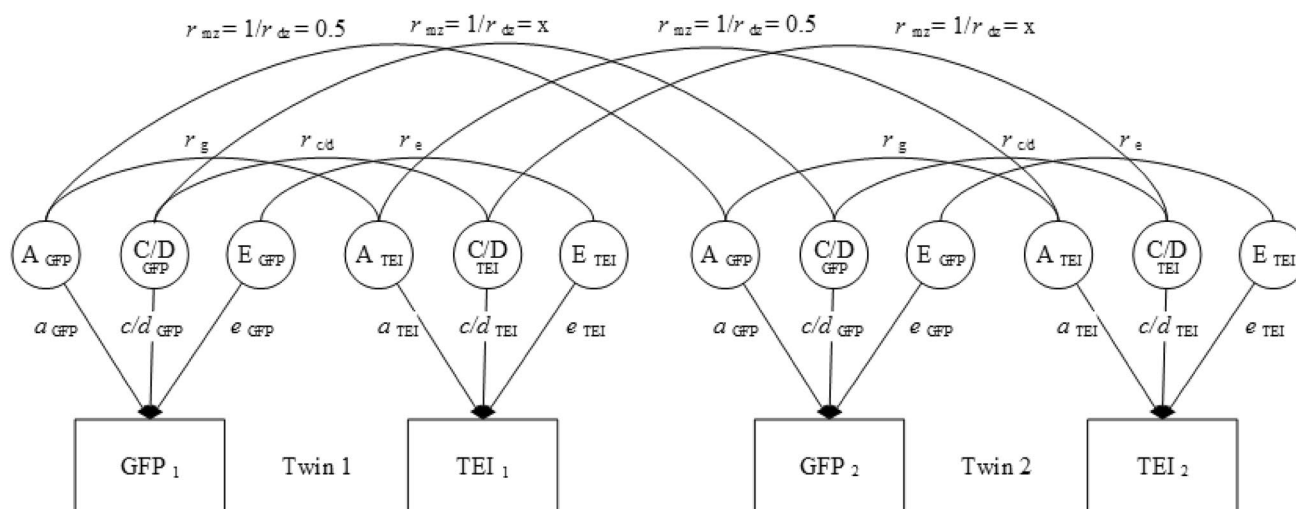 r mz = 1/r dz = 0.5 r mz = 1/r dz = x r mz = 1/r dz = 0.5 r mz = 1/r dz = x
r g r c/d r e r g r c/d r e
A GFP C/D GFP E GFP A TEI C/D TEI E TEI A GFP C/D GFP E GFP A TEI C/D TEI E TEI
a GFP c/d GFP e GFP a TEI c/d TEI e TEI a GFP c/d GFP e GFP a TEI c/d TEI e TEI
GFP 1 Twin 1 TEI 1 GFP 2 Twin 2 TEI 2